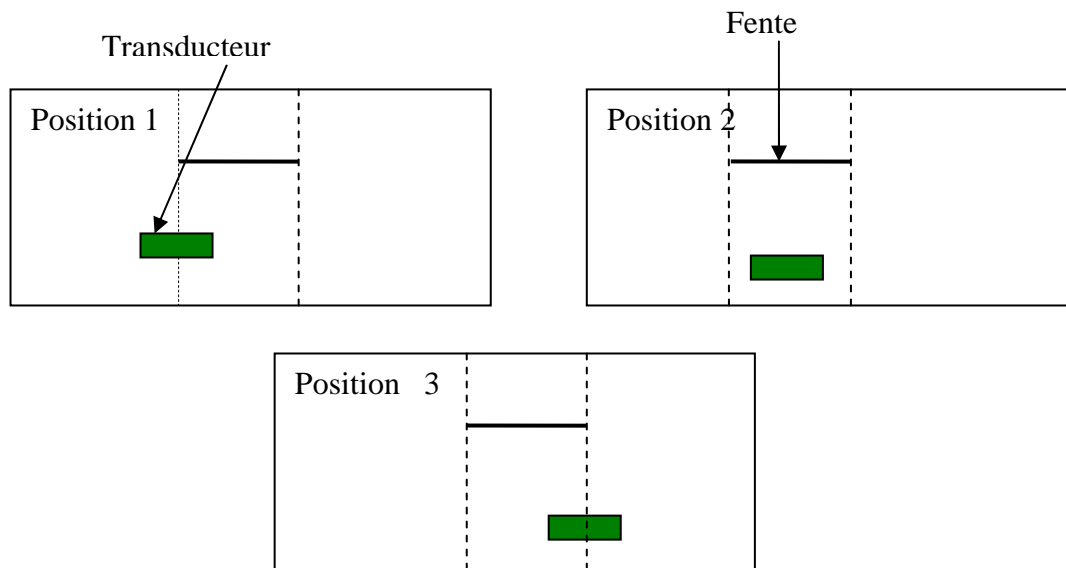 Fente
Transducteur
Position 1
Position 2
Position 3